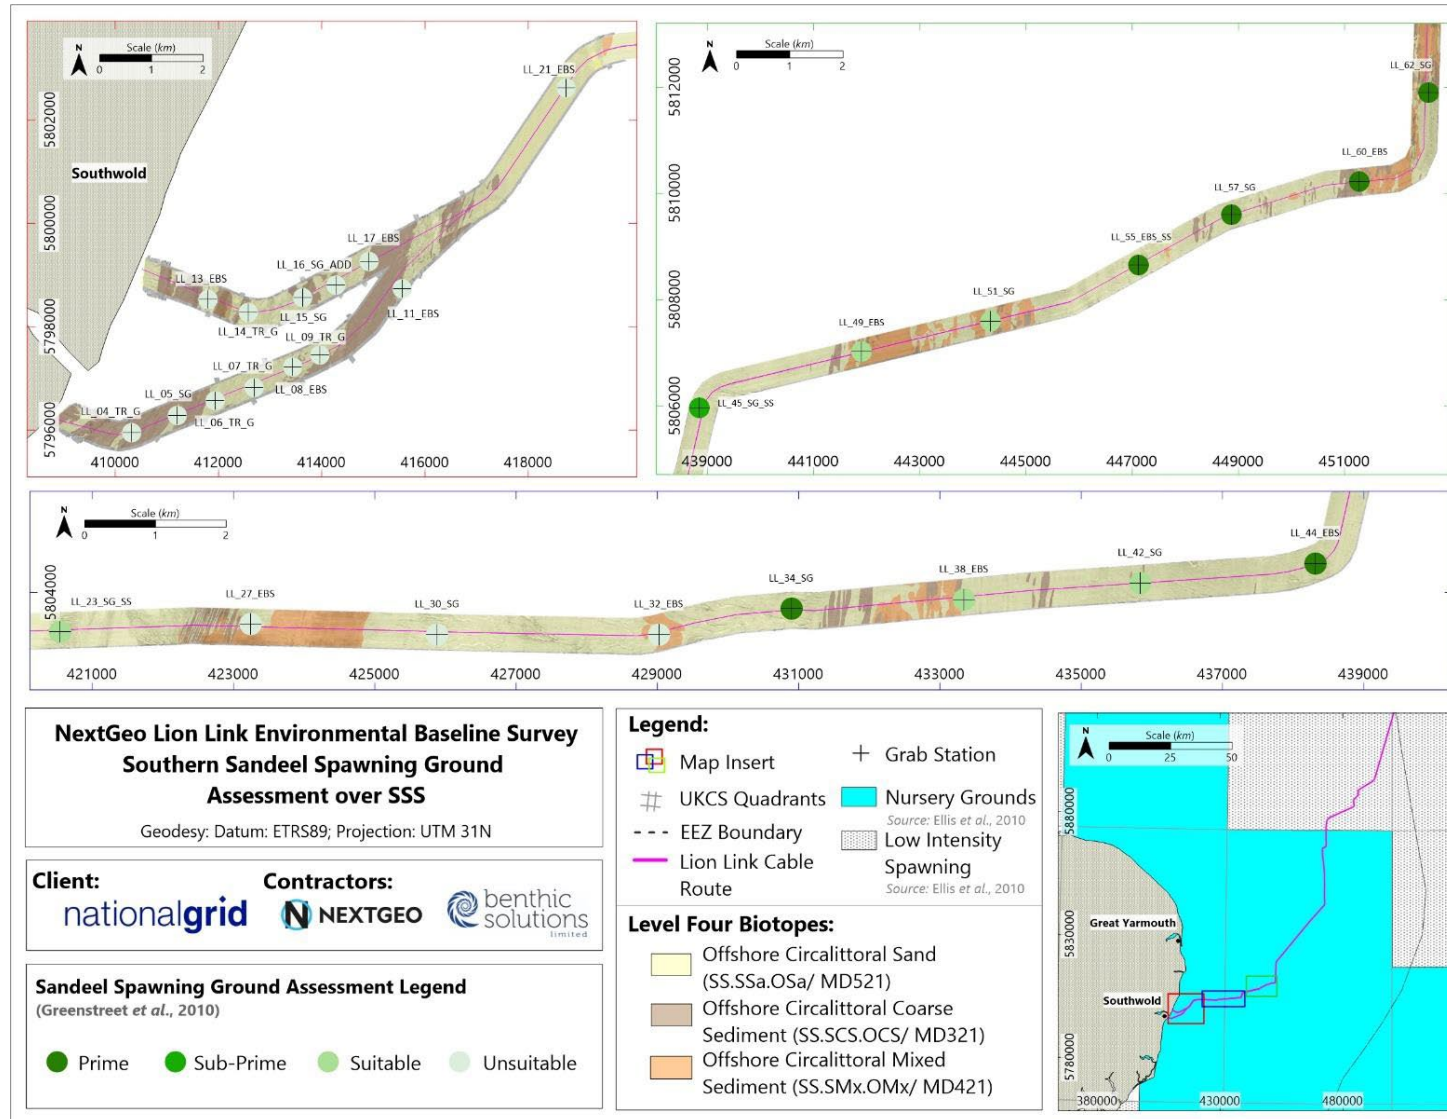 N
Scale (km)
0 1 2
5802000
5800000
5798000
5796000
Southwold
LL_21_EBS
LL_17_EBS
LL_16_SG_ADD
LL_13_EBS
LL_15_SG
LL_14_TR_G
LL_11_EBS
LL_09_TR_G
LL_07_TR_G
LL_08_EBS
LL_05_SG
LL_04_TR_G
LL_06_TR_G
410000 412000 414000 416000 418000
N
Scale (km)
0 1 2
5812000
5810000
5808000
5806000
LL_62_SG
LL_60_EBS
LL_57_SG
LL_55_EBS_SS
LL_51_SG
LL_49_EBS
LL_45_SG_SS
439000 441000 443000 445000 447000 449000 451000
N
Scale (km)
0 1 2
5804000
LL_23_SG_SS
LL_27_EBS
LL_30_SG
LL_32_EBS
LL_34_SG
LL_38_EBS
LL_42_SG
LL_44_EBS
421000 423000 425000 427000 429000 431000 433000 435000 437000 439000
NextGeo Lion Link Environmental Baseline Survey
Southern Sandeel Spawning Ground
Assessment over SSS
Geodesy: Datum: ETRS89; Projection: UTM 31N
Client:
nationalgrid
Contractors:
N NEXTGEO
benthic
solutions
limited
Sandeel Spawning Ground Assessment Legend
(Greenstreet et al., 2010)
Prime
Sub-Prime
Suitable
Unsuitable
Legend:
Map Insert
UKCS Quadrants
EEZ Boundary
Lion Link Cable
Route
Grab Station
Nursery Grounds
Source: Ellis et al., 2010
Low Intensity
Spawning
Source: Ellis et al., 2010
Level Four Biotopes:
Offshore Circalittoral Sand
(SS.SSa.OSa/ MD521)
Offshore Circalittoral Coarse
Sediment (SS.SCS.OCS/ MD321)
Offshore Circalittoral Mixed
Sediment (SS.SMx.OMx/ MD421)
N
Scale (km)
0 25 50
5880000
5830000
5780000
Great Yarmouth
Southwold
380000 430000 480000